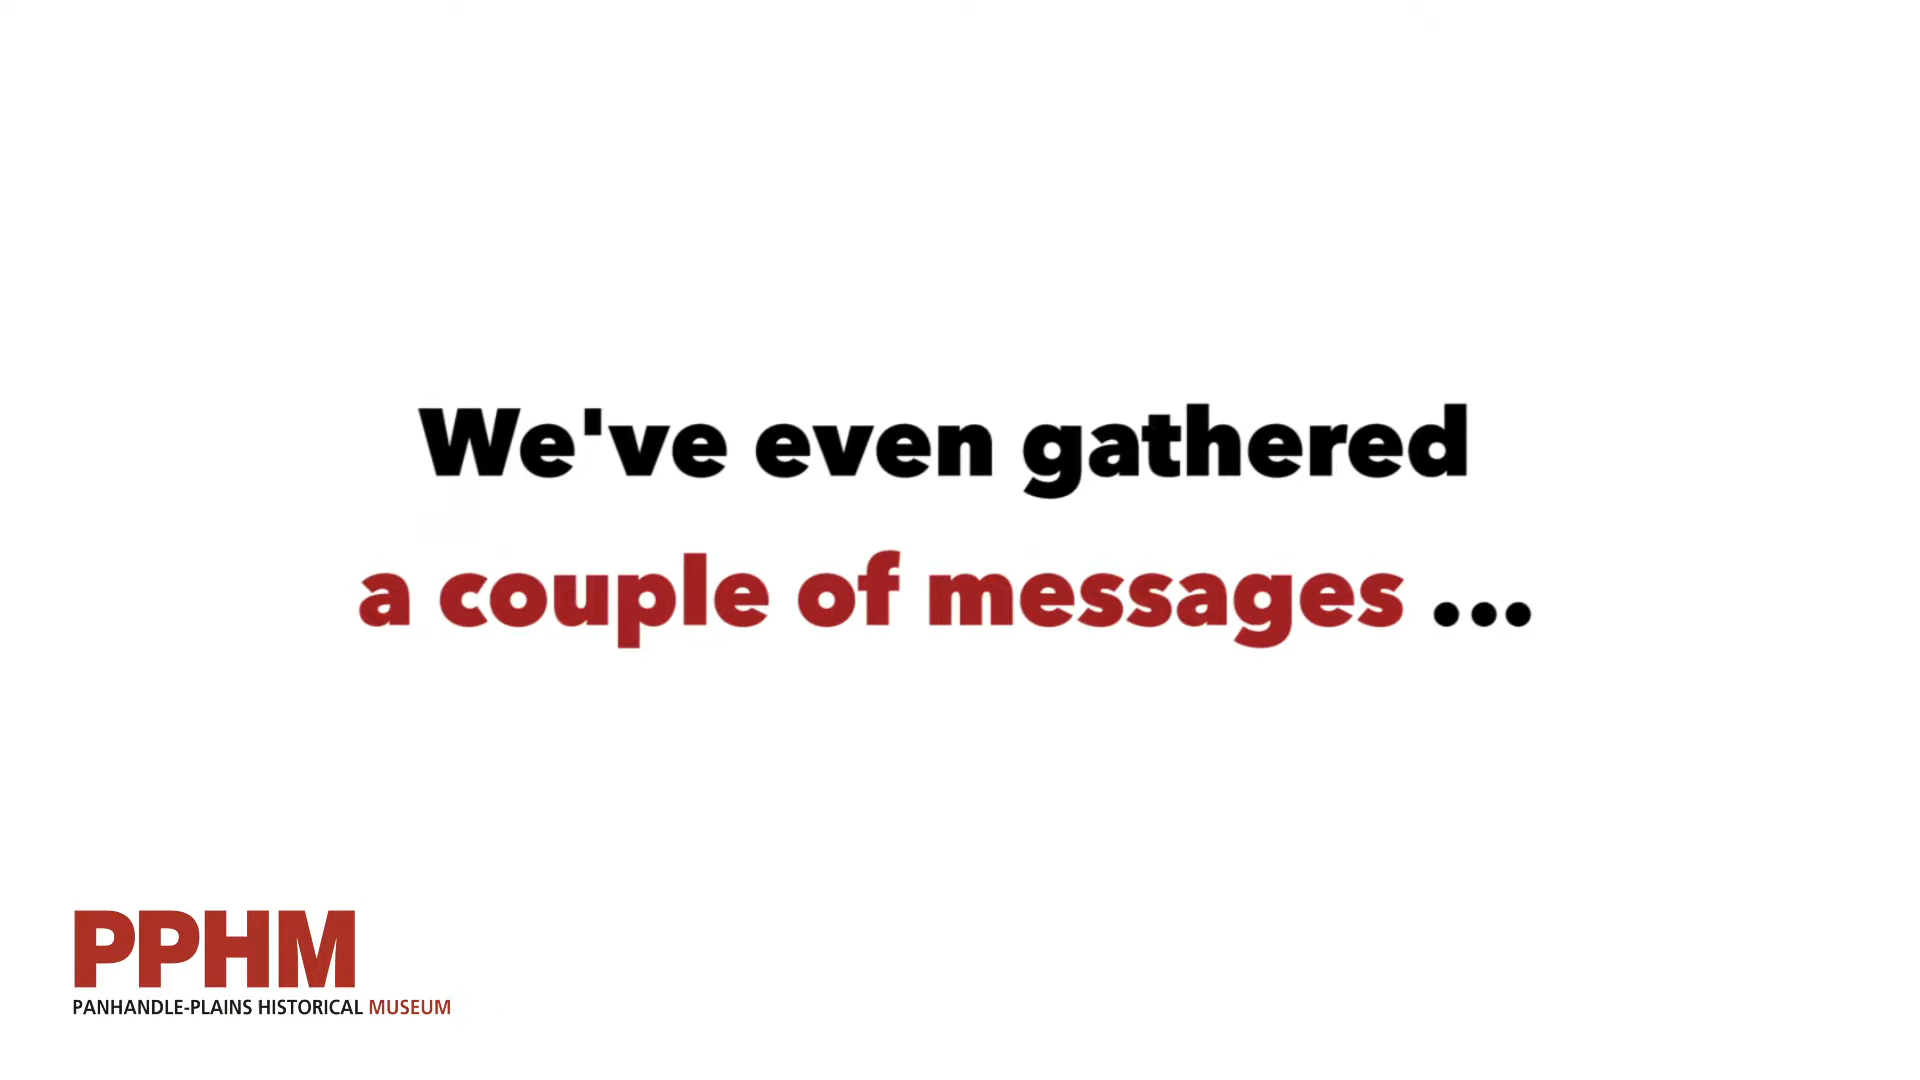 We've even gathered
a couple of messages ...
PPHM
PANHANDLE-PLAINS HISTORICAL MUSEUM